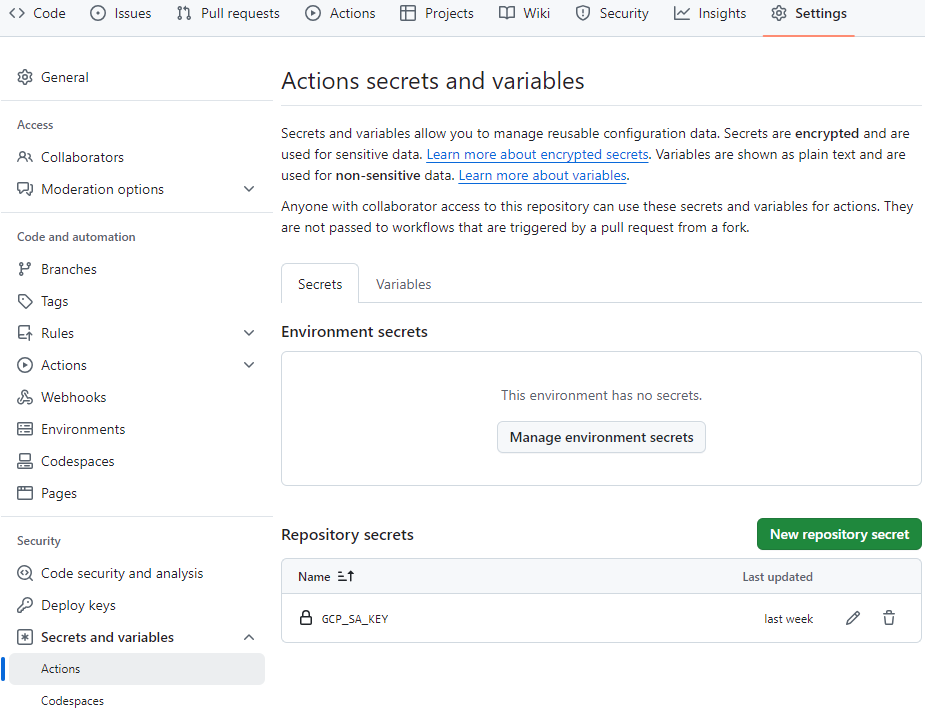 Code Issues Pull requests Actions Projects Wiki Security Insights Settings
General
Access
Collaborators
Moderation options
Code and automation
Branches
Tags
Rules
Actions
Webhooks
Environments
Codespaces
Pages
Security
Code security and analysis
Deploy keys
Secrets and variables
Actions
Codespaces
Actions secrets and variables
Secrets and variables allow you to manage reusable configuration data. Secrets are encrypted and are
used for sensitive data. Learn more about encrypted secrets. Variables are shown as plain text and are
used for non-sensitive data. Learn more about variables.
Anyone with collaborator access to this repository can use these secrets and variables for actions. They
are not passed to workflows that are triggered by a pull request from a fork.
Secrets Variables
Environment secrets
This environment has no secrets.
Manage environment secrets
Repository secrets New repository secret
Name Last updated
GCP_SA_KEY last week